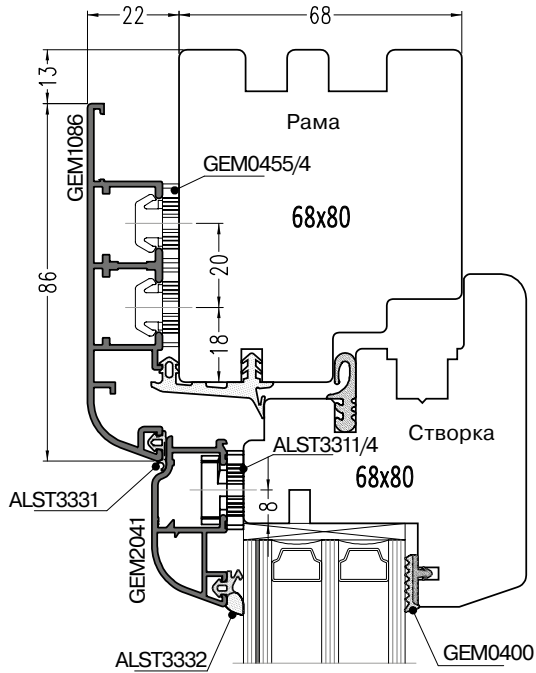 22
68
13
GEM1086
Рама
GEM0455/4
68x80
86
20
18
Створка
ALST3311/4
68x80
ALST3331
8
GEM2041
ALST3332
GEM0400